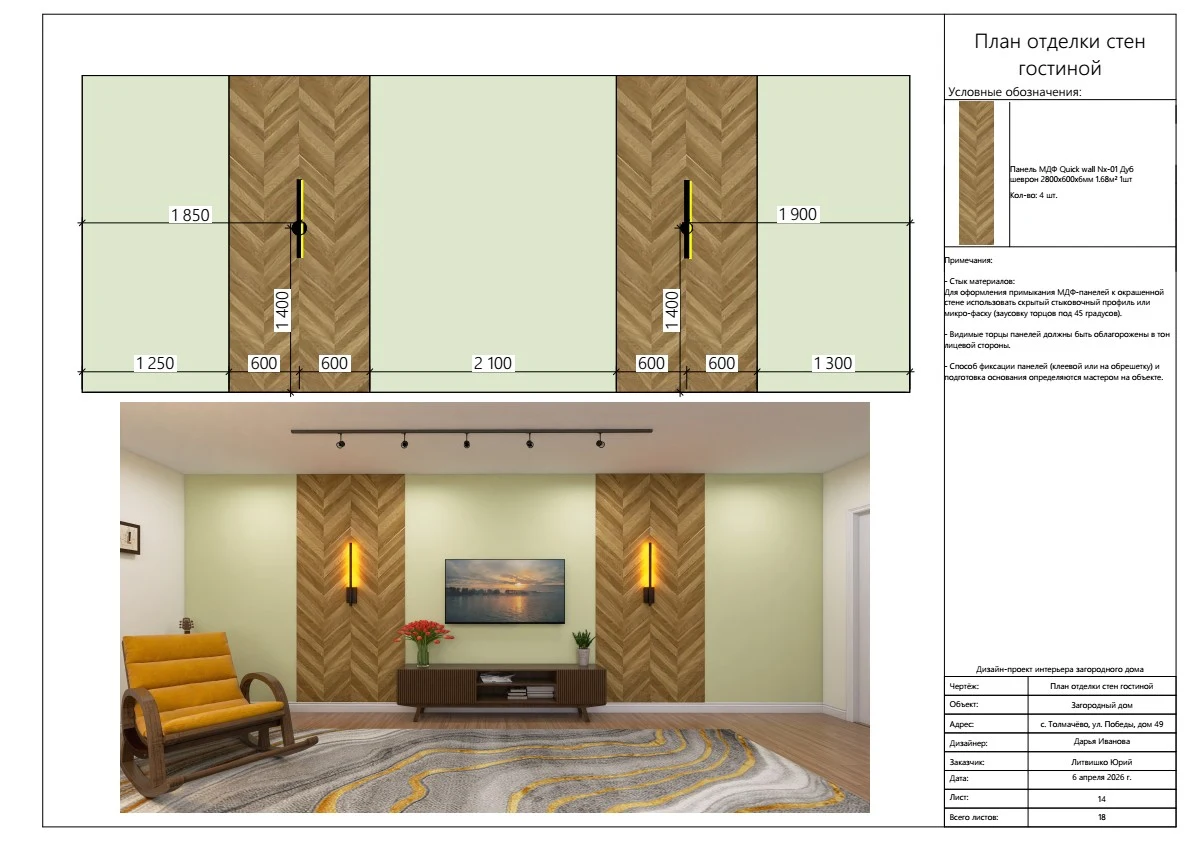 План отделки стен
гостиной
Условные обозначения:
Панель МДФ Quick wall Nx-01 Дуб
шеврон 2800x600x6мм 1.68м² 1шт
Кол-во: 4 шт.
Примечания:
- Стык материалов:
Для оформления примыкания МДФ-панелей к окрашенной
стене использовать скрытый стыковочный профиль или
микро-фаску (заусовку торцов под 45 градусов).
- Видимые торцы панелей должны быть облагорожены в тон
лицевой стороны.
- Способ фиксации панелей (клеевой или на обрешетку) и
подготовка основания определяются мастером на объекте.
1 850
1 900
1 400
1 400
1 250
600
600
2 100
600
600
1 300
Дизайн-проект интерьера загородного дома
Чертёж: План отделки стен гостиной
Объект: Загородный дом
Адрес: с. Толмачёво, ул. Победы, дом 49
Дизайнер: Дарья Иванова
Заказчик: Литвишко Юрий
Дата: 6 апреля 2026 г.
Лист: 14
Всего листов: 18